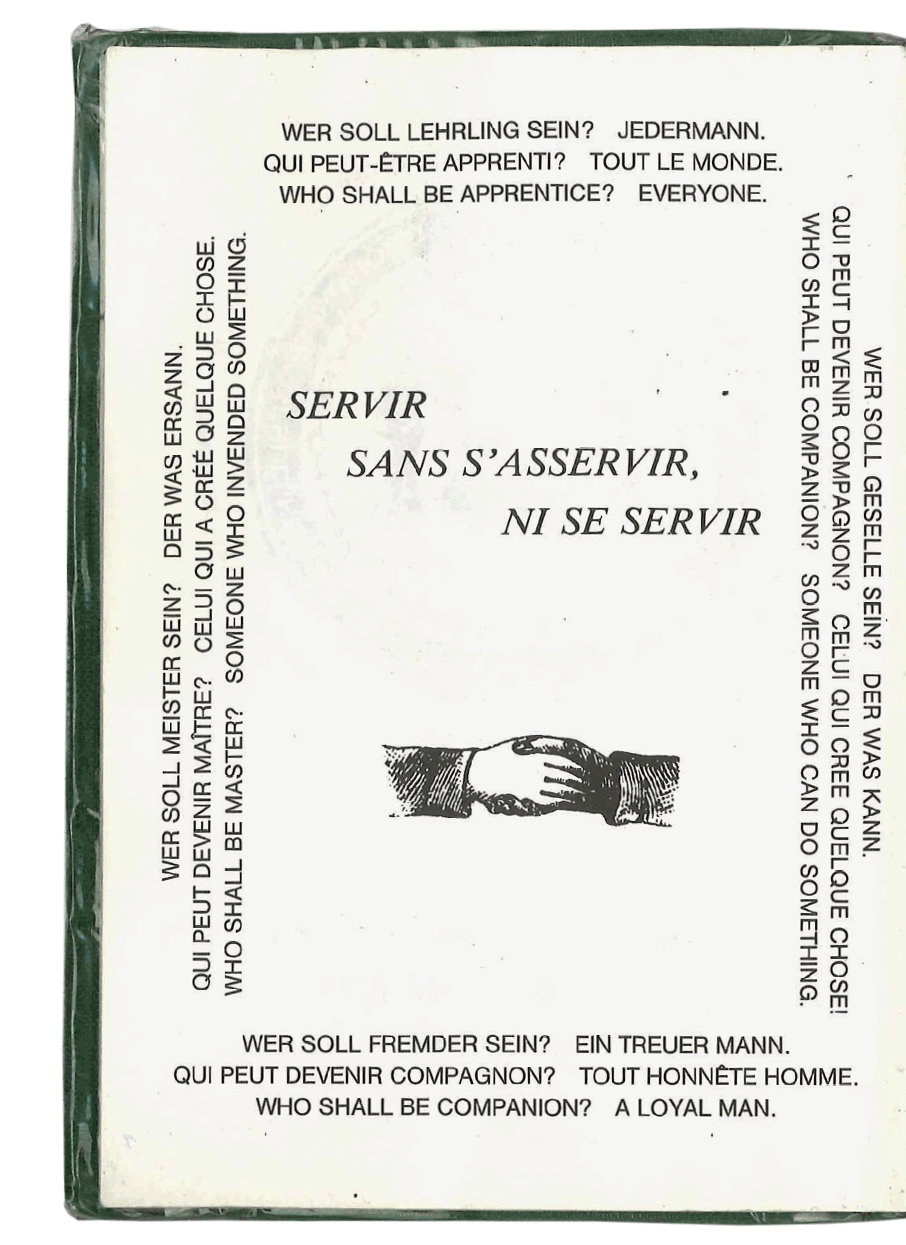 WER SOLL LEHRLING SEIN? JEDERMANN.
QUI PEUT-ÊTRE APPRENTI? TOUT LE MONDE.
WHO SHALL BE APPRENTICE? EVERYONE.
WER SOLL MEISTER SEIN? DER WAS ERSANN.
QUI PEUT DEVENIR MAÎTRE? CELUI QUI A CRÉÉ QUELQUE CHOSE.
WHO SHALL BE MASTER? SOMEONE WHO INVENDED SOMETHING.
SERVIR
SANS S'ASSERVIR,
NI SE SERVIR
WER SOLL GESELLE SEIN? DER WAS KANN.
QUI PEUT DEVENIR COMPAGNON? CELUI QUI CREE QUELQUE CHOSE!
WHO SHALL BE COMPANION? SOMEONE WHO CAN DO SOMETHING.
WER SOLL FREMDER SEIN? EIN TREUER MANN.
QUI PEUT DEVENIR COMPAGNON? TOUT HONNÊTE HOMME.
WHO SHALL BE COMPANION? A LOYAL MAN.